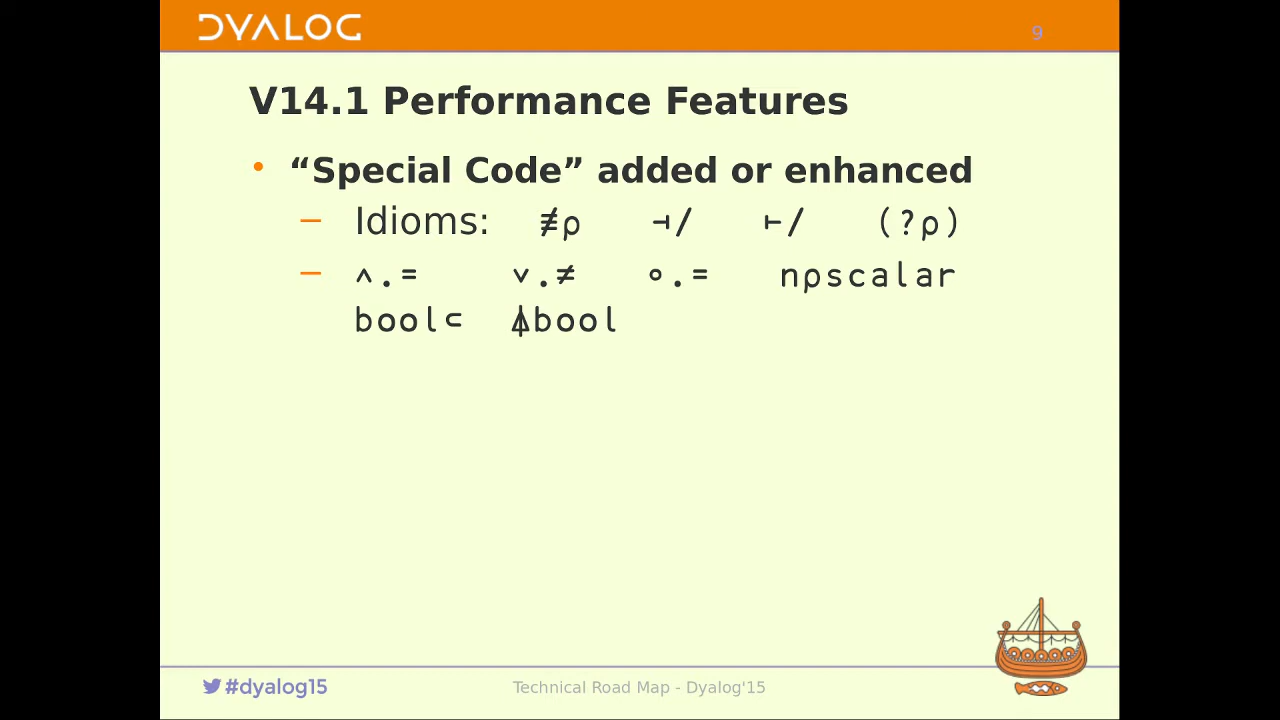 DYALOG
9
V14.1 Performance Features
• “Special Code” added or enhanced
– Idioms: ≢⍴ ⊣/ ⊢/ (?⍴)
– ∧.= ∨.≠ ∘.= n⍴scalar
bool⊂ ⍋bool
#dyalog15
Technical Road Map - Dyalog'15